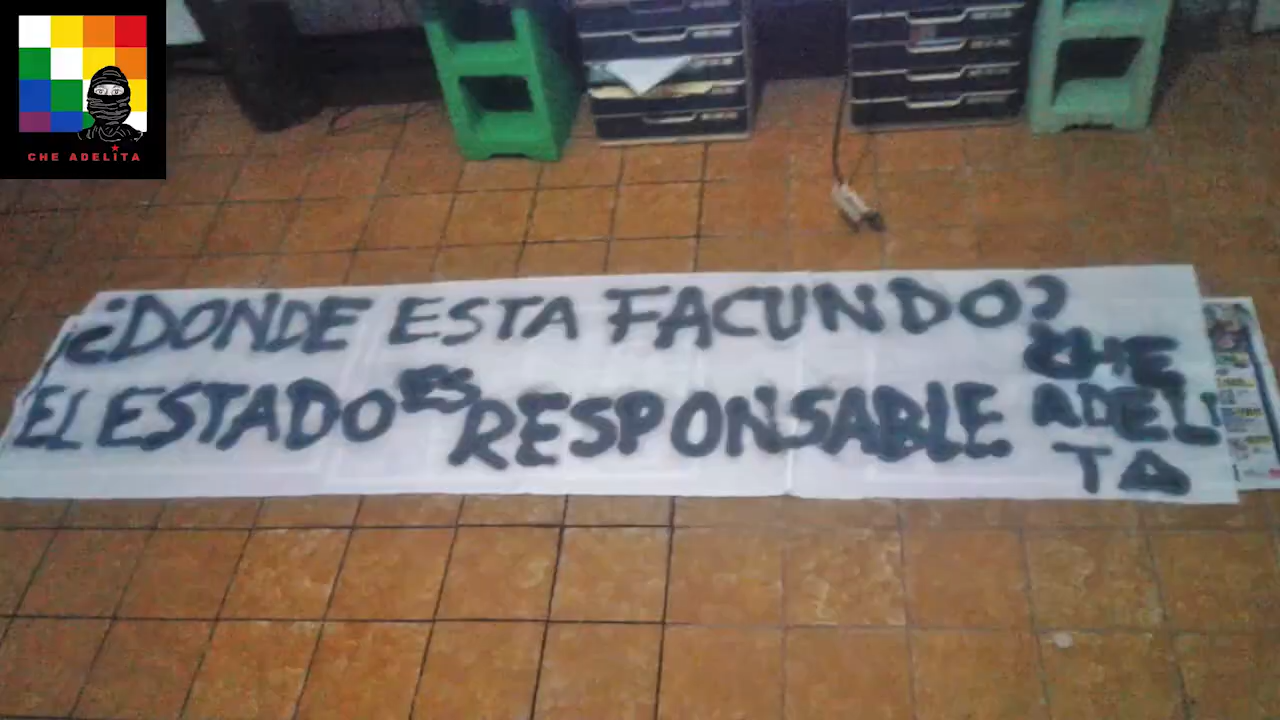 CHE ADELITA
¿DONDE ESTA FACUNDO?
EL ESTADO ES RESPONSABLE
CHE
ADELI
TA